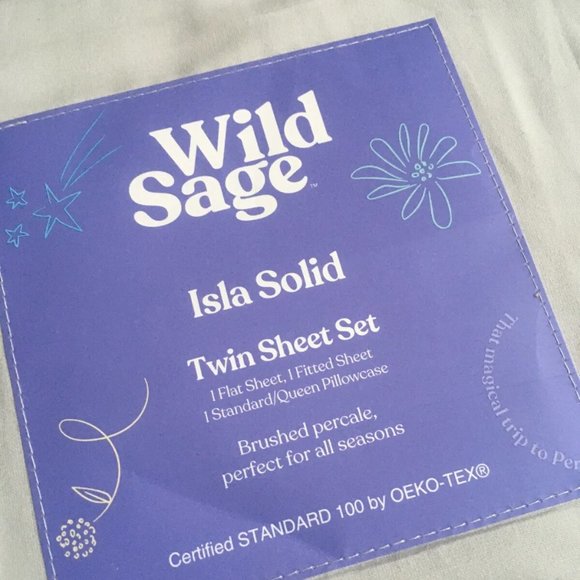 Wild
Sage™
Isla Solid
Twin Sheet Set
1 Flat Sheet, 1 Fitted Sheet
1 Standard/Queen Pillowcase
Brushed percale,
perfect for all seasons
Certified STANDARD 100 by OEKO-TEX®
That magical trip to